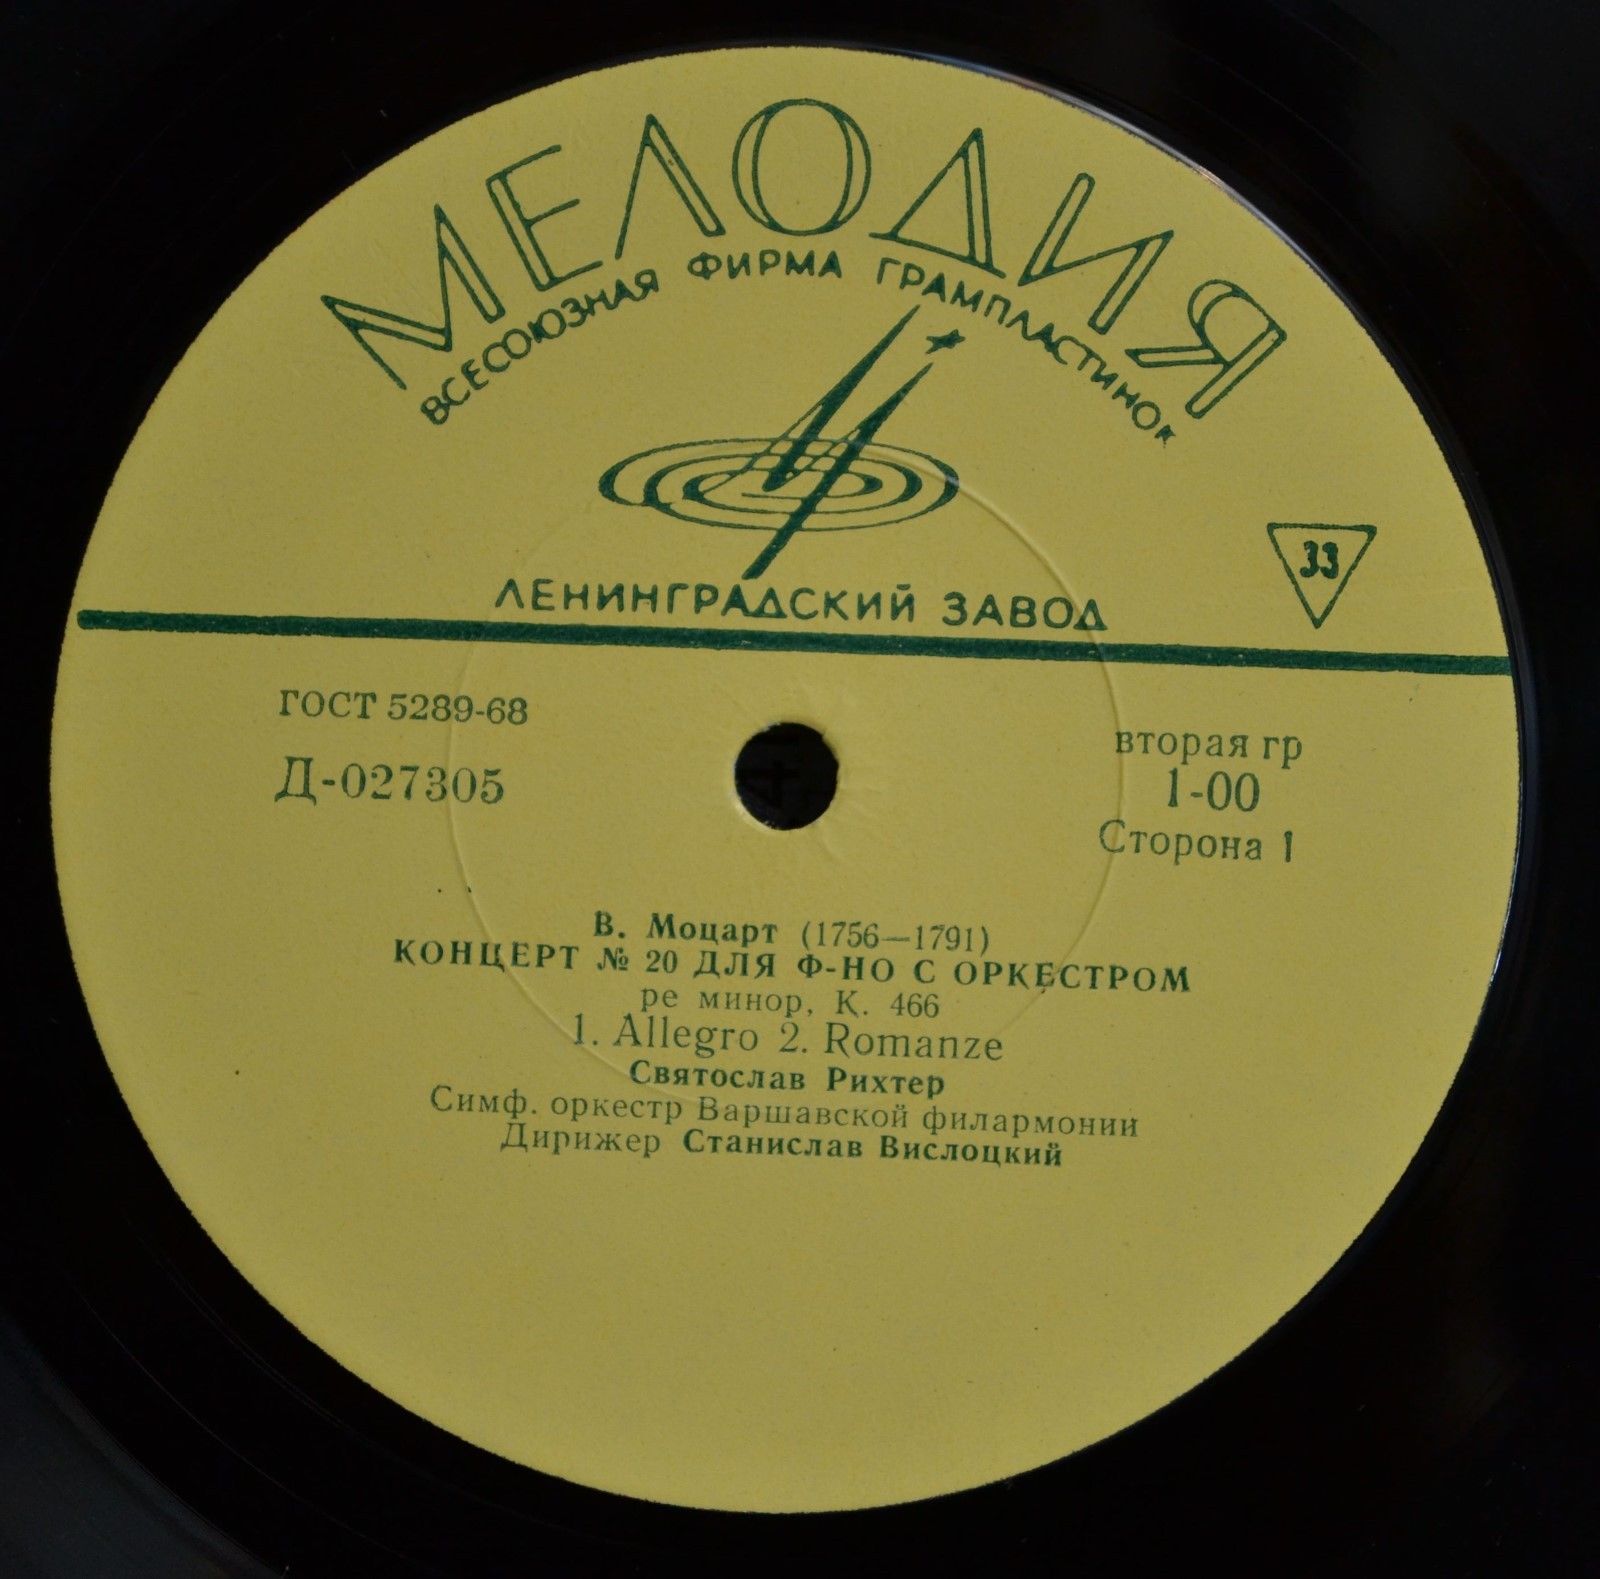 МЕЛОДИЯ
ВСЕСОЮЗНАЯ ФИРМА ГРАМПЛАСТИНОК
33
ЛЕНИНГРАДСКИЙ ЗАВОД
ГОСТ 5289-68
Д-027305
вторая гр
1-00
Сторона 1
В. Моцарт (1756—1791)
КОНЦЕРТ № 20 ДЛЯ Ф-НО С ОРКЕСТРОМ
ре минор, К. 466
1. Allegro 2. Romanze
Святослав Рихтер
Симф. оркестр Варшавской филармонии
Дирижер Станислав Вислоцкий